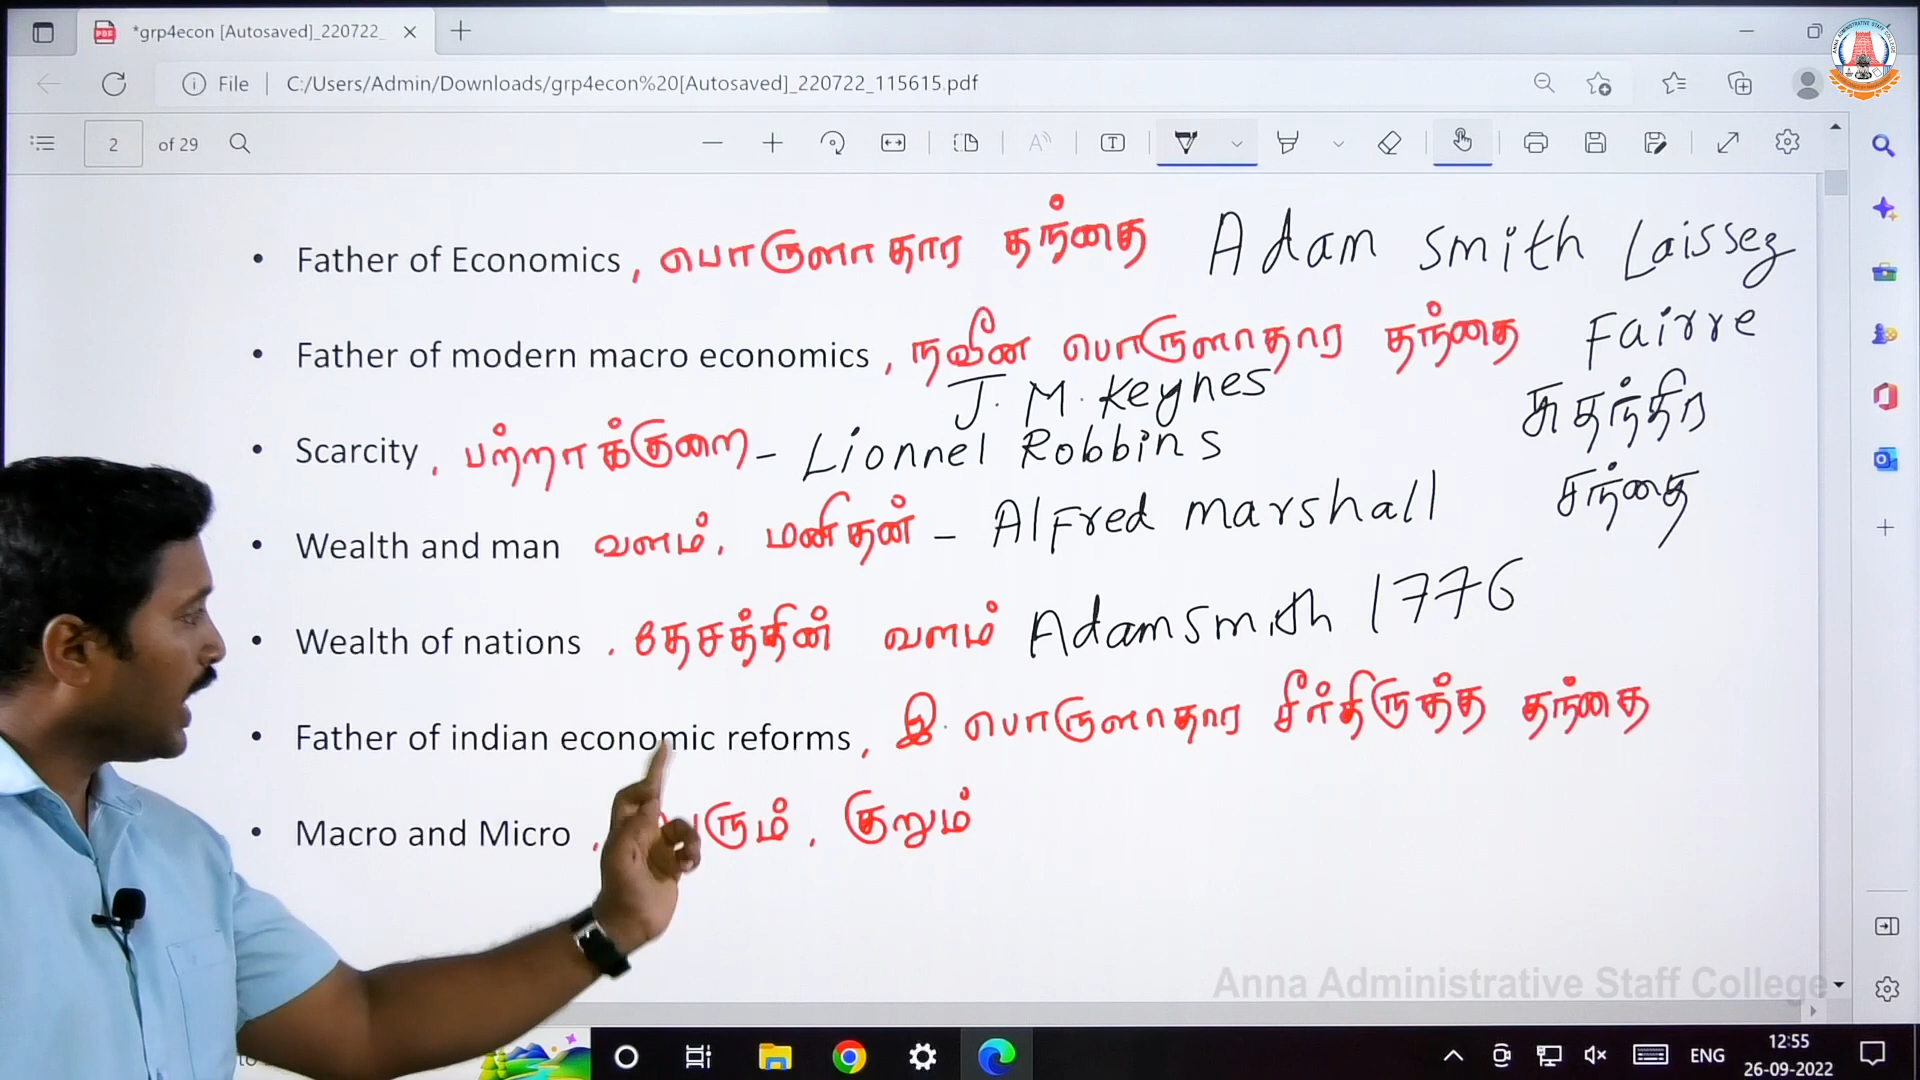 *grp4econ [Autosaved]_220722_
File C:/Users/Admin/Downloads/grp4econ%20[Autosaved]_220722_115615.pdf
2 of 29
• Father of Economics , பொருளாதார தந்தை Adam Smith Laissez
• Father of modern macro economics , நவீன பொருளாதார தந்தை Fairre
J. M. Keynes சுதந்திர
• Scarcity , பற்றாக்குறை – Lionnel Robbins
சந்தை
• Wealth and man வளம் , மனிதன் – Alfred marshall
• Wealth of nations . தேசத்தின் வளம் Adam Smith 1776
• Father of indian economic reforms , இ. பொருளாதார சீர்திருத்த தந்தை
• Macro and Micro , குறும்
Anna Administrative Staff College
ENG
12:55
26-09-2022